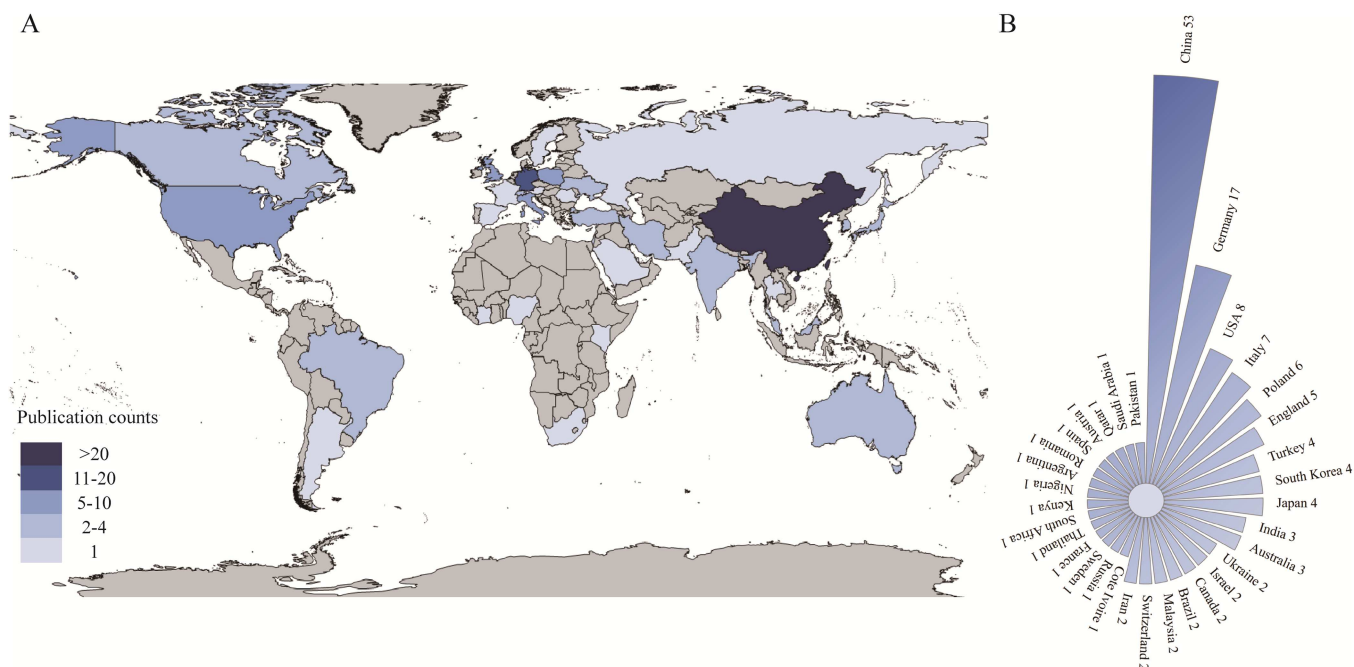 A
Publication counts
>20
11-20
5-10
2-4
1
B
China 53
Germany 17
USA 8
Italy 7
Poland 6
England 5
Turkey 4
South Korea 4
Japan 4
India 3
Australia 3
Ukraine 2
Israel 2
Canada 2
Brazil 2
Malaysia 2
Switzerland 2
Iran 2
Cote Ivoire 1
Russia 1
Sweden 1
France 1
Thailand 1
South Africa 1
Kenya 1
Nigeria 1
Argentina 1
Romania 1
Spain 1
Austria 1
Qatar 1
Saudi Arabia 1
Pakistan 1